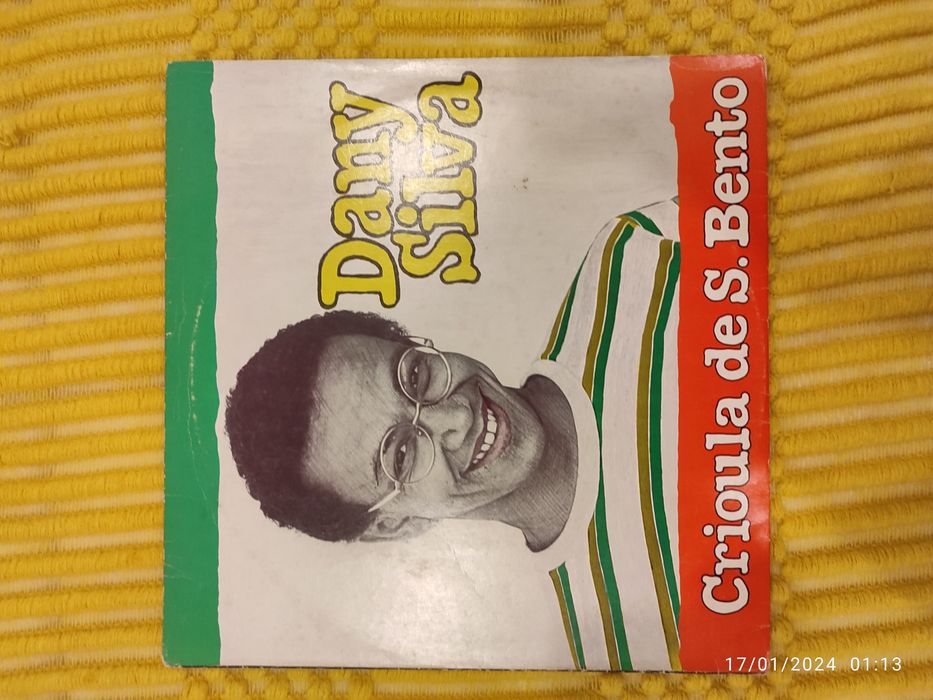 Dany
Silva
Crioula de S. Bento
17/01/2024 01:13